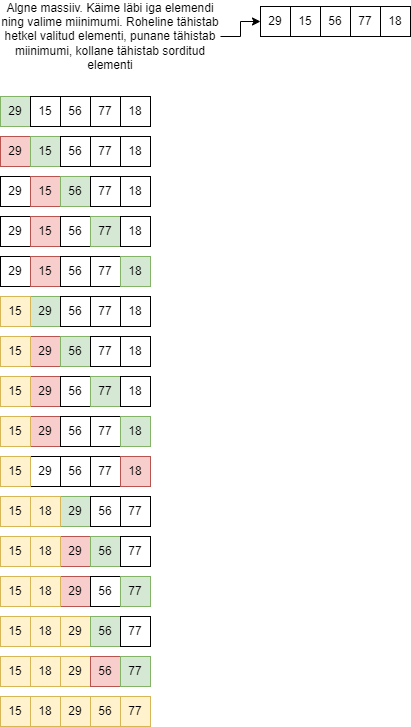 Algne massiiv. Käime läbi iga elemendi
ning valime miinimumi. Roheline tähistab
hetkel valitud elementi, punane tähistab
miinimumi, kollane tähistab sorditud
elementi
29 15 56 77 18
29 15 56 77 18
29 15 56 77 18
29 15 56 77 18
29 15 56 77 18
29 15 56 77 18
15 29 56 77 18
15 29 56 77 18
15 29 56 77 18
15 29 56 77 18
15 29 56 77 18
15 18 29 56 77
15 18 29 56 77
15 18 29 56 77
15 18 29 56 77
15 18 29 56 77
15 18 29 56 77